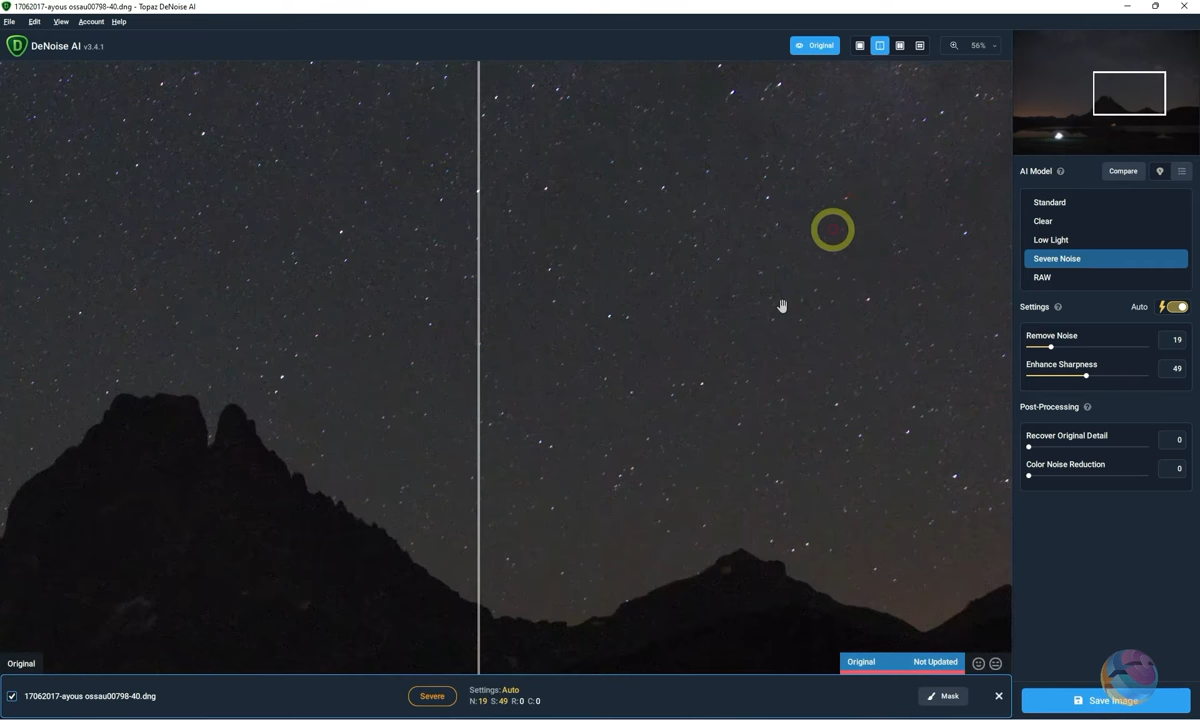 17062017-ayous ossau00798-40.dng - Topaz DeNoise AI
File Edit View Account Help
DeNoise AI v3.4.1
Original
56%
AI Model
Compare
Standard
Clear
Low Light
Severe Noise
RAW
Settings
Auto
Remove Noise
19
Enhance Sharpness
49
Post-Processing
Recover Original Detail
0
Color Noise Reduction
0
Original
Original Not Updated
17062017-ayous ossau00798-40.dng
Severe
Settings: Auto
N: 19 S: 49 R: 0 C: 0
Mask
Save Image